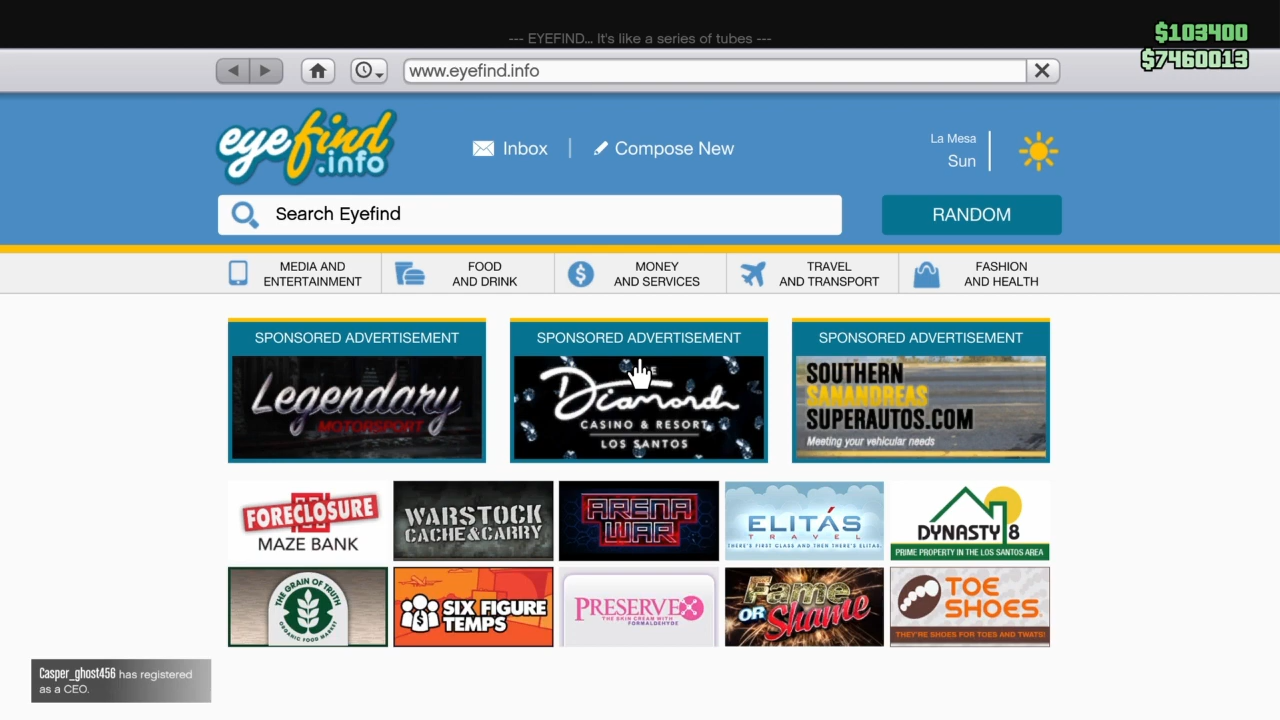 --- EYEFIND... It's like a series of tubes ---
$103400
$7460013
www.eyefind.info
eyefind
.info
Inbox
Compose New
La Mesa
Sun
Search Eyefind
RANDOM
MEDIA AND
ENTERTAINMENT
FOOD
AND DRINK
MONEY
AND SERVICES
TRAVEL
AND TRANSPORT
FASHION
AND HEALTH
SPONSORED ADVERTISEMENT
Legendary
MOTORSPORT
SPONSORED ADVERTISEMENT
Diamond
CASINO & RESORT
LOS SANTOS
SPONSORED ADVERTISEMENT
SOUTHERN
SANANDREAS
SUPERAUTOS.COM
Meeting your vehicular needs
FORECLOSURE
MAZE BANK
WARSTOCK
CACHE&CARRY
ARENA
WAR
ELITÁS
TRAVEL
THERE'S FIRST CLASS AND THEN THERE'S ELITAS.
DYNASTY 8
PRIME PROPERTY IN THE LOS SANTOS AREA
THE GRAIN OF TRUTH
ORGANIC FOOD MARKET
SIX FIGURE
TEMPS
PRESERVEX
THE SKIN CREAM WITH
FORMALDEHYDE
Fame
OR Shame
TOE
SHOES
THEY'RE SHOES FOR TOES AND TWATS!
Casper_ghost456 has registered
as a CEO.